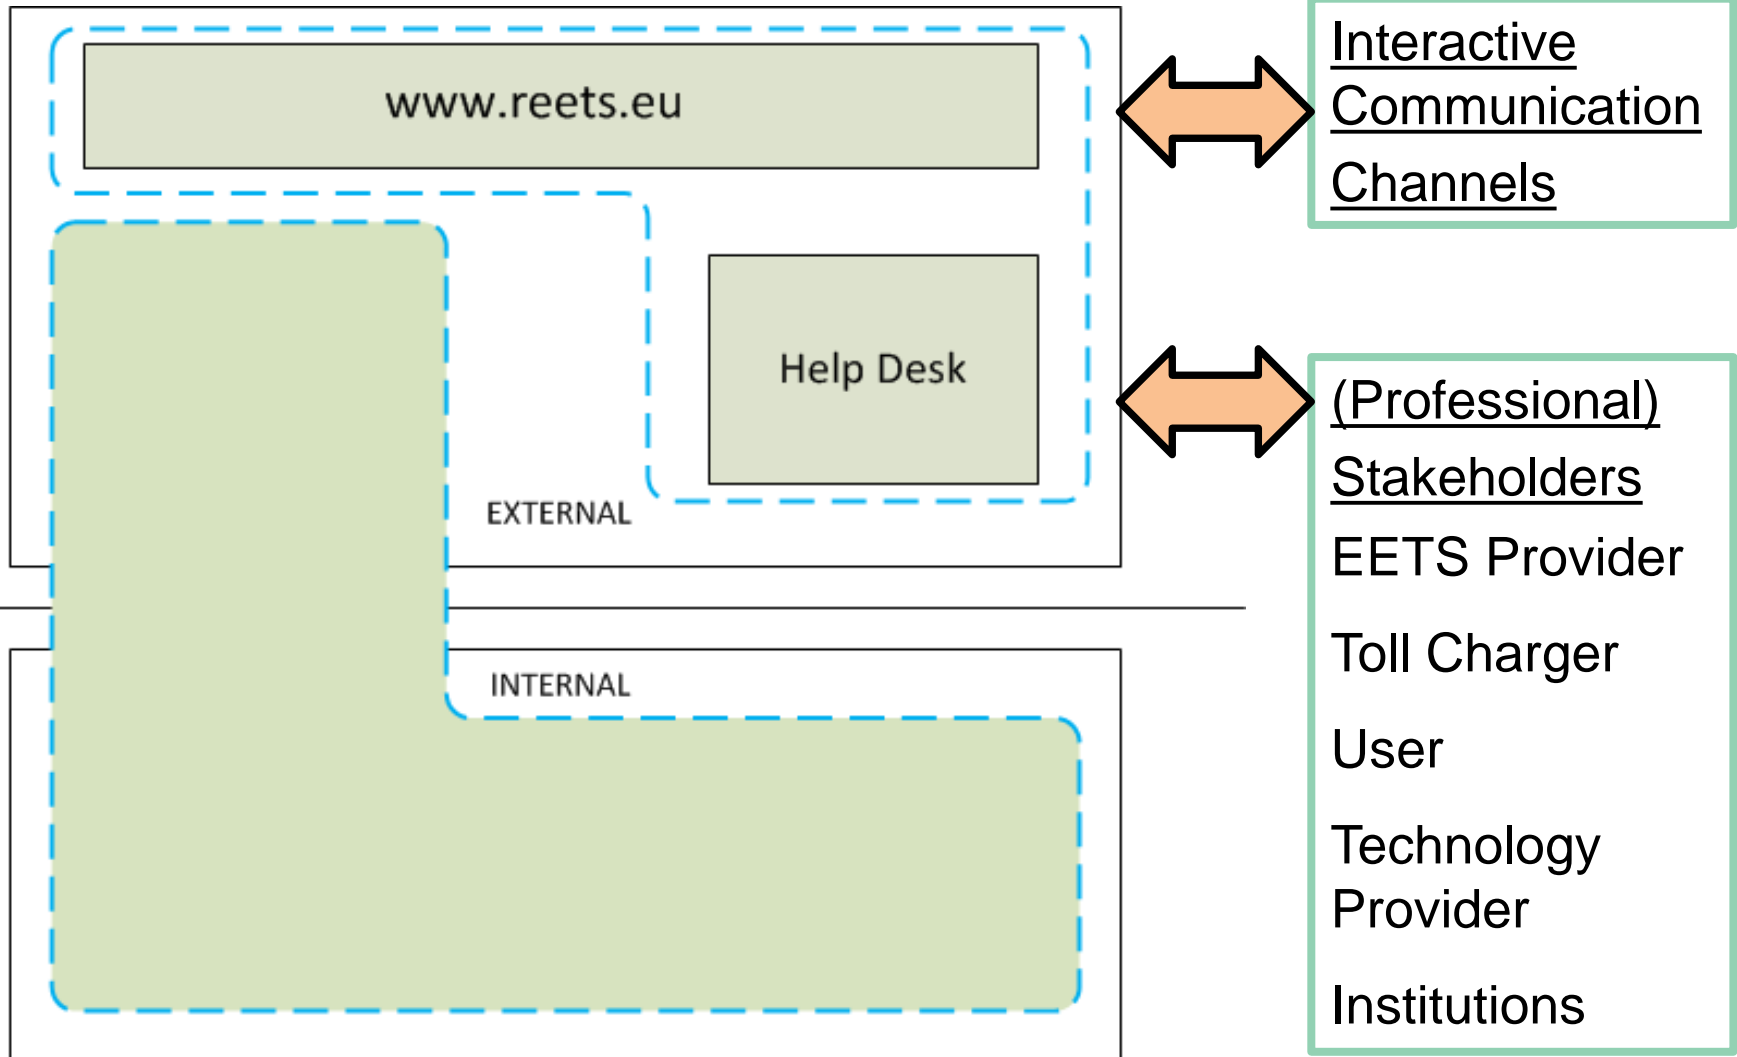 www.reets.eu
Help Desk
EXTERNAL
INTERNAL
Interactive
Communication
Channels
(Professional)
Stakeholders
EETS Provider
Toll Charger
User
Technology
Provider
Institutions